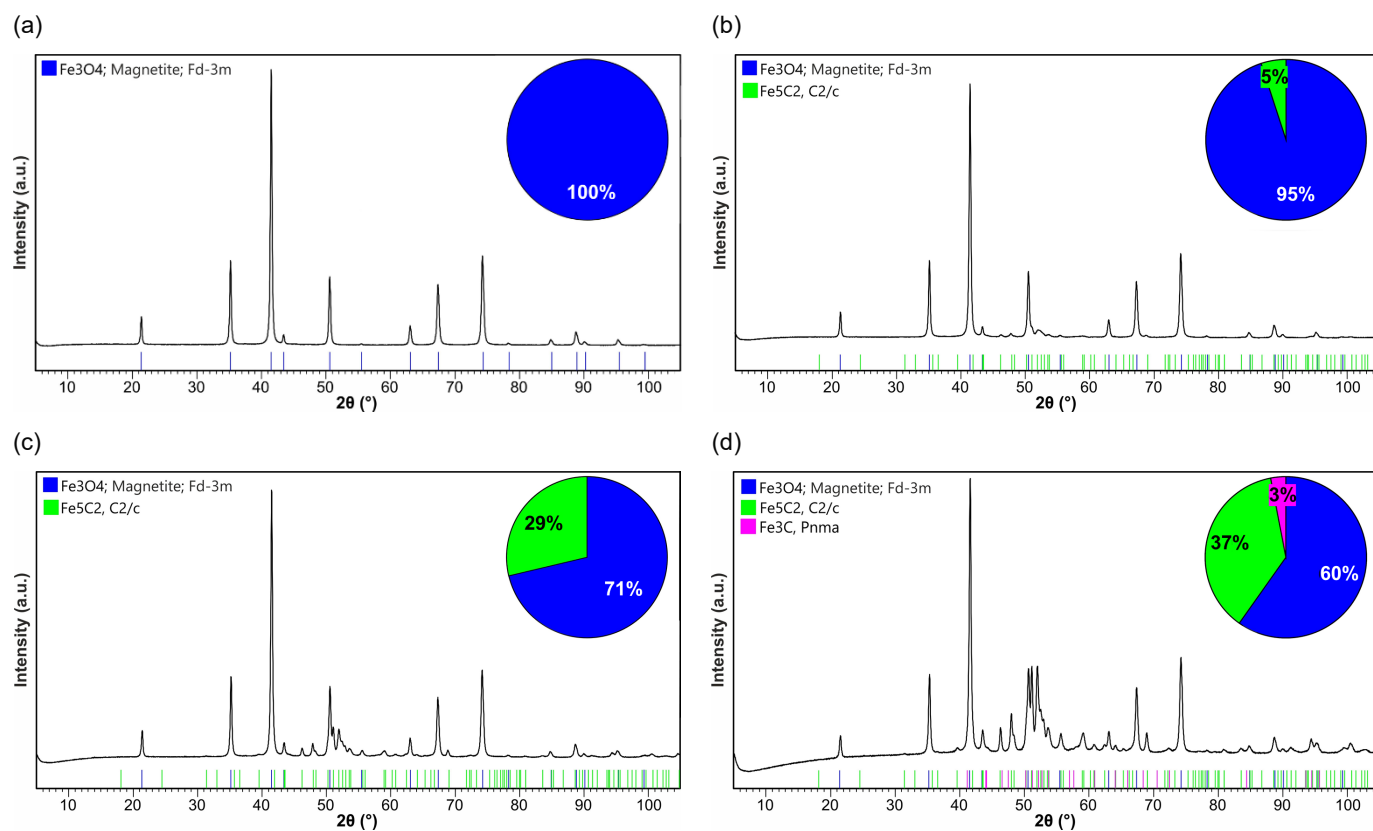 (a)
Fe3O4; Magnetite; Fd-3m
100%
Intensity (a.u.)
10 20 30 40 50 60 70 80 90 100
2θ (°)
(b)
Fe3O4; Magnetite; Fd-3m
Fe5C2, C2/c
5%
95%
Intensity (a.u.)
10 20 30 40 50 60 70 80 90 100
2θ (°)
(c)
Fe3O4; Magnetite; Fd-3m
Fe5C2, C2/c
29%
71%
Intensity (a.u.)
10 20 30 40 50 60 70 80 90 100
2θ (°)
(d)
Fe3O4; Magnetite; Fd-3m
Fe5C2, C2/c
Fe3C, Pnma
3%
37%
60%
Intensity (a.u.)
10 20 30 40 50 60 70 80 90 100
2θ (°)